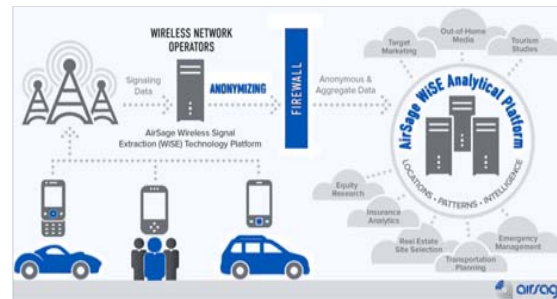 WIRELESS NETWORK
OPERATORS
Signaling
Data
ANONYMIZING
FIREWALL
Anonymous &
Aggregate Data
AirSage Wireless Signal
Extraction (WiSE) Technology Platform
Target
Marketing
Out-of-Home
Media
Tourism
Studies
AirSage WiSE Analytical Platform
LOCATIONS • PATTERNS • INTELLIGENCE
Equity
Research
Insurance
Analytics
Real Estate
Site Selection
Transportation
Planning
Emergency
Management
airsage